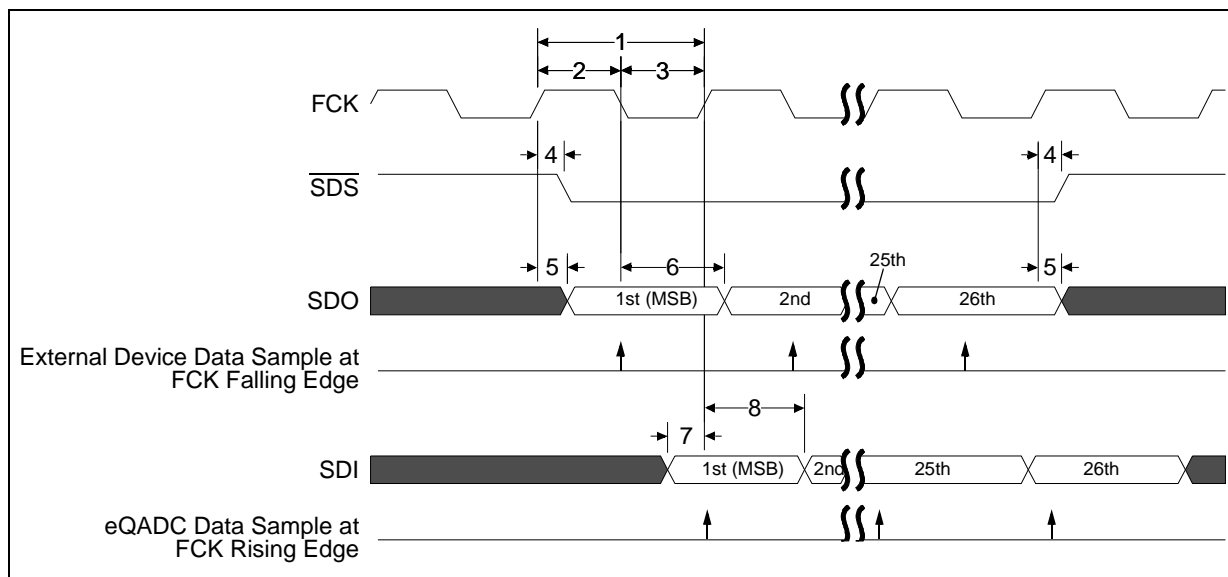 1
2 3
FCK
4 4
SDS
25th
5 6 5
SDO 1st (MSB) 2nd 26th
External Device Data Sample at
FCK Falling Edge
8
7
SDI 1st (MSB) 2nd 25th 26th
eQADC Data Sample at
FCK Rising Edge